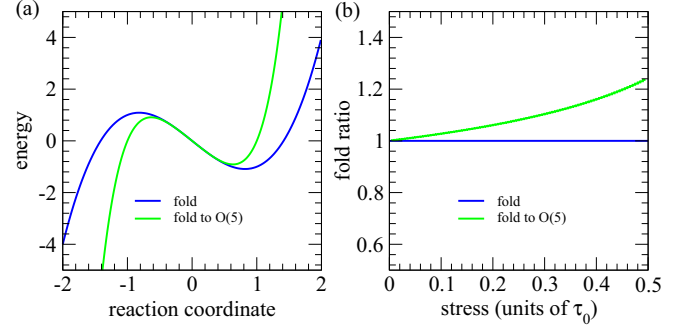 (a)
energy
4
2
0
-2
-4
fold
fold to O(5)
-2
-1
0
1
2
reaction coordinate
(b)
fold ratio
1.4
1.2
1
0.8
0.6
fold
fold to O(5)
0
0.1
0.2
0.3
0.4
0.5
stress (units of τ0)